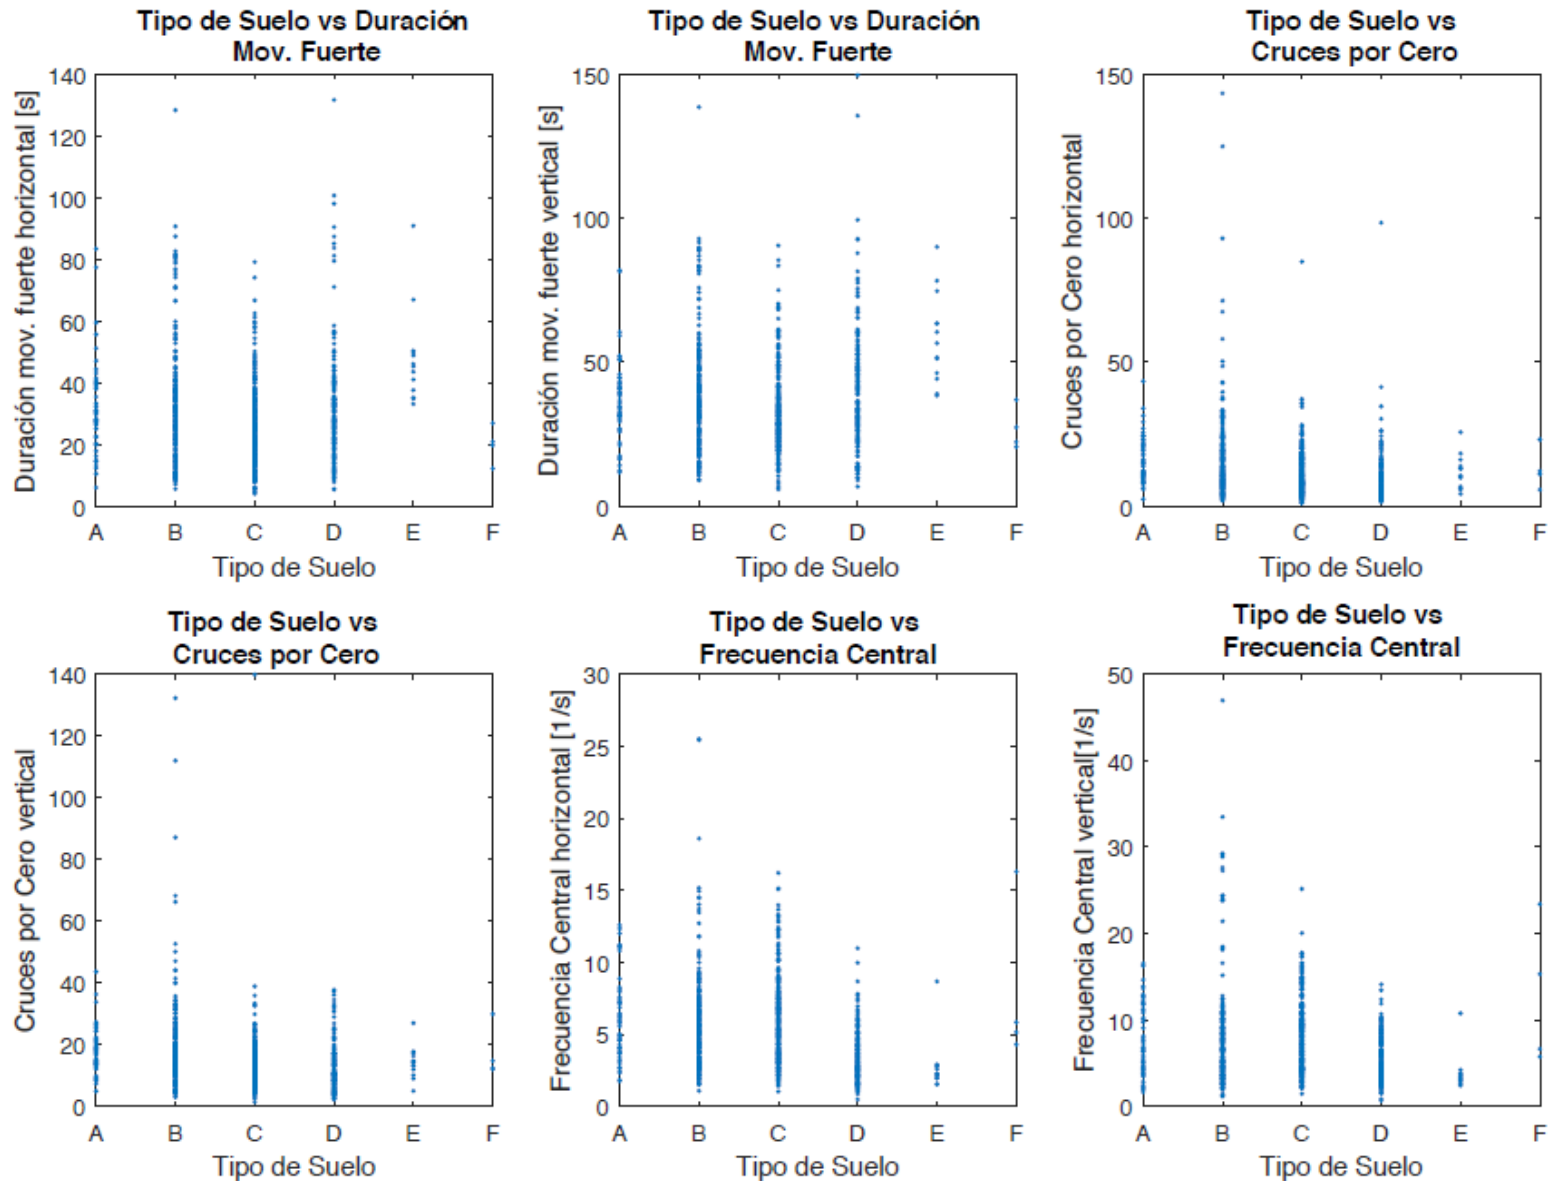 Tipo de Suelo vs Duración
Mov. Fuerte
Duración mov. fuerte horizontal [s]
140
120
100
80
60
40
20
0
A B C D E F
Tipo de Suelo
Tipo de Suelo vs Duración
Mov. Fuerte
Duración mov. fuerte vertical [s]
150
100
50
0
A B C D E F
Tipo de Suelo
Tipo de Suelo vs
Cruces por Cero
Cruces por Cero horizontal
150
100
50
0
A B C D E F
Tipo de Suelo
Tipo de Suelo vs
Cruces por Cero
Cruces por Cero vertical
140
120
100
80
60
40
20
0
A B C D E F
Tipo de Suelo
Tipo de Suelo vs
Frecuencia Central
Frecuencia Central horizontal [1/s]
30
25
20
15
10
5
0
A B C D E F
Tipo de Suelo
Tipo de Suelo vs
Frecuencia Central
Frecuencia Central vertical[1/s]
50
40
30
20
10
0
A B C D E F
Tipo de Suelo